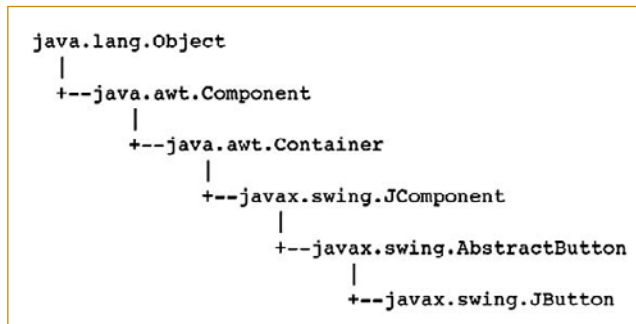 java.lang.Object
|
+--java.awt.Component
|
+--java.awt.Container
|
+--javax.swing.JComponent
|
+--javax.swing.AbstractButton
|
+--javax.swing.JButton